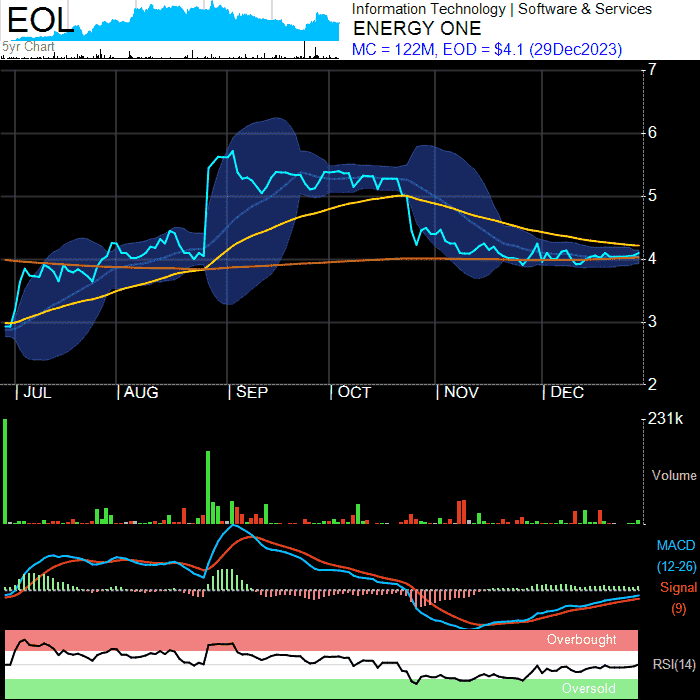 EOL
5yr Chart
Information Technology | Software & Services
ENERGY ONE
MC = 122M, EOD = $4.1 (29Dec2023)
7
6
5
4
3
2
JUL AUG SEP OCT NOV DEC
231k
Volume
MACD
(12-26)
Signal
(9)
Overbought
RSI(14)
Oversold